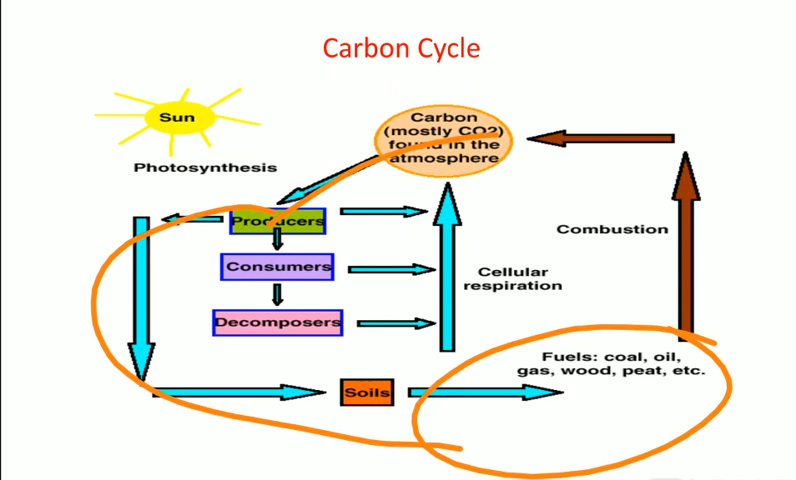 Carbon Cycle
Sun
Carbon
(mostly CO2)
found in the
atmosphere
Photosynthesis
Producers
Combustion
Consumers
Cellular
respiration
Decomposers
Fuels: coal, oil,
gas, wood, peat, etc.
Soils